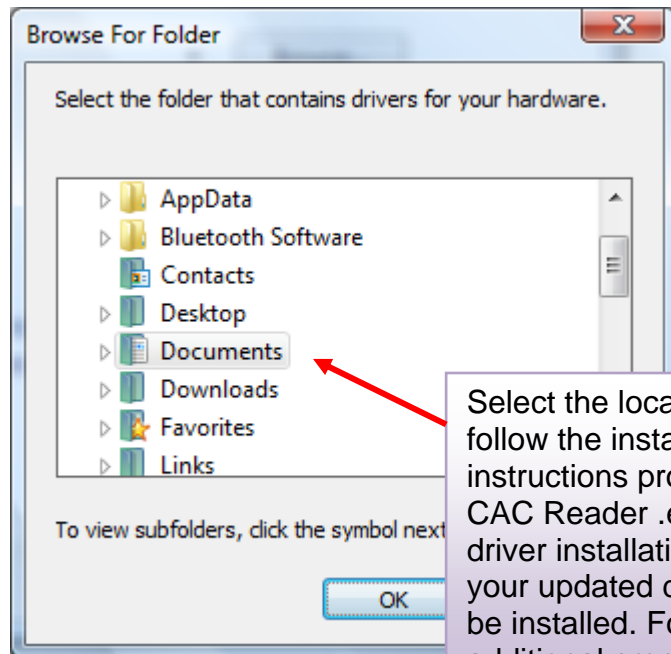 Browse For Folder
Select the folder that contains drivers for your hardware.
AppData
Bluetooth Software
Contacts
Desktop
Documents
Downloads
Favorites
Links
To view subfolders, click the symbol next
OK
Select the loca
follow the insta
instructions pro
CAC Reader .e
driver installati
your updated
be installed. Fo